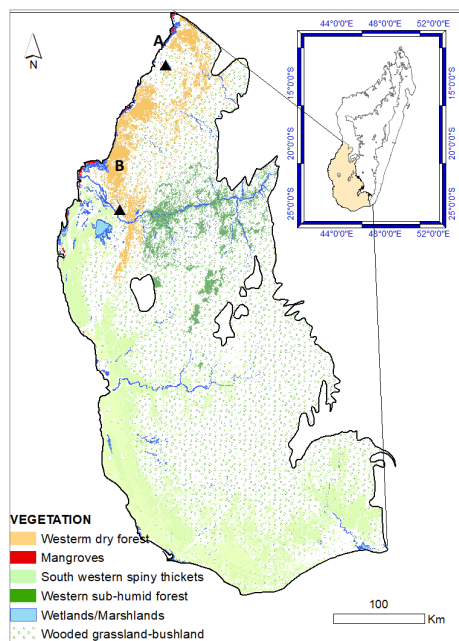 A
N
B
44°0'0"E 48°0'0"E 52°0'0"E
15°0'0"S 15°0'0"S
20°0'0"S 20°0'0"S
25°0'0"S 25°0'0"S
44°0'0"E 48°0'0"E 52°0'0"E
VEGETATION
Westerm dry forest
Mangroves
South western spiny thickets
Western sub-humid forest
Wetlands/Marshlands
Wooded grassland-bushland
100
Km